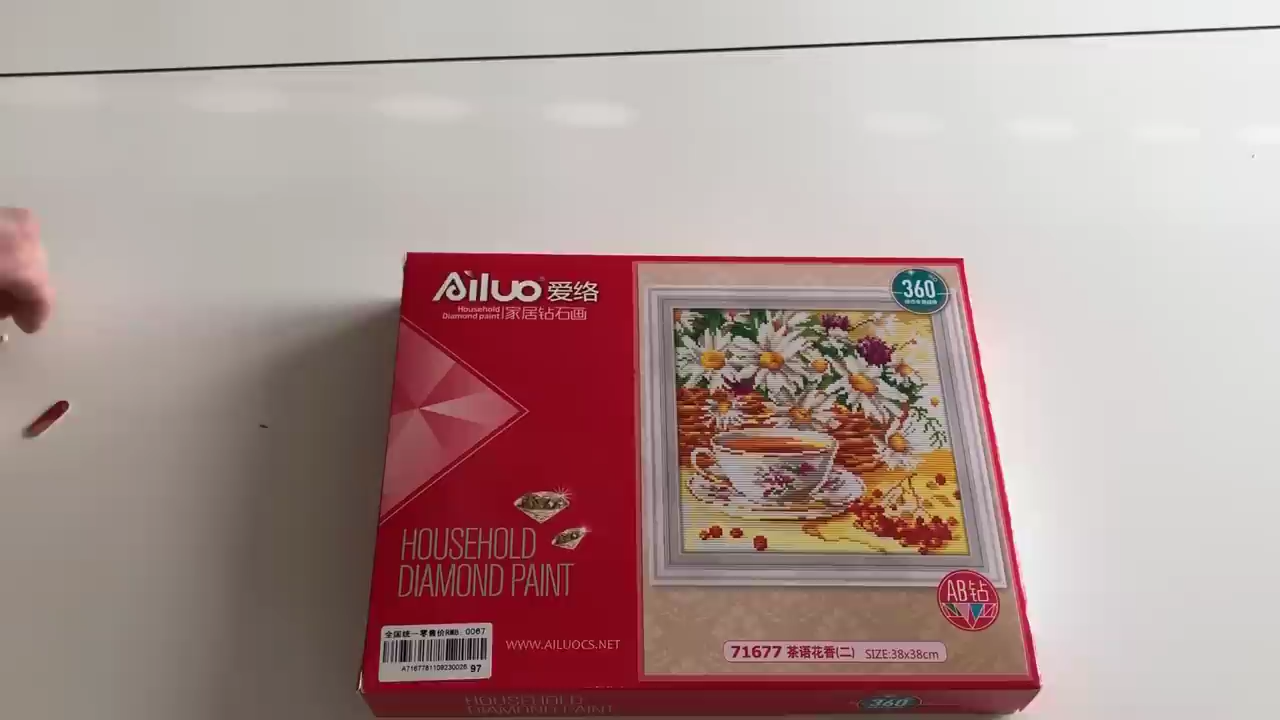 Ailuo 爱络
Household
Diamond paint
家居钻石画
360
HOUSEHOLD
DIAMOND PAINT
WWW.AILUOCS.NET
全国统一零售价RMB: 0067
97
AB钻
71677 茶语花香(二) SIZE:38x38cm
HOUSEHOLD
DIAMOND PAINT
360